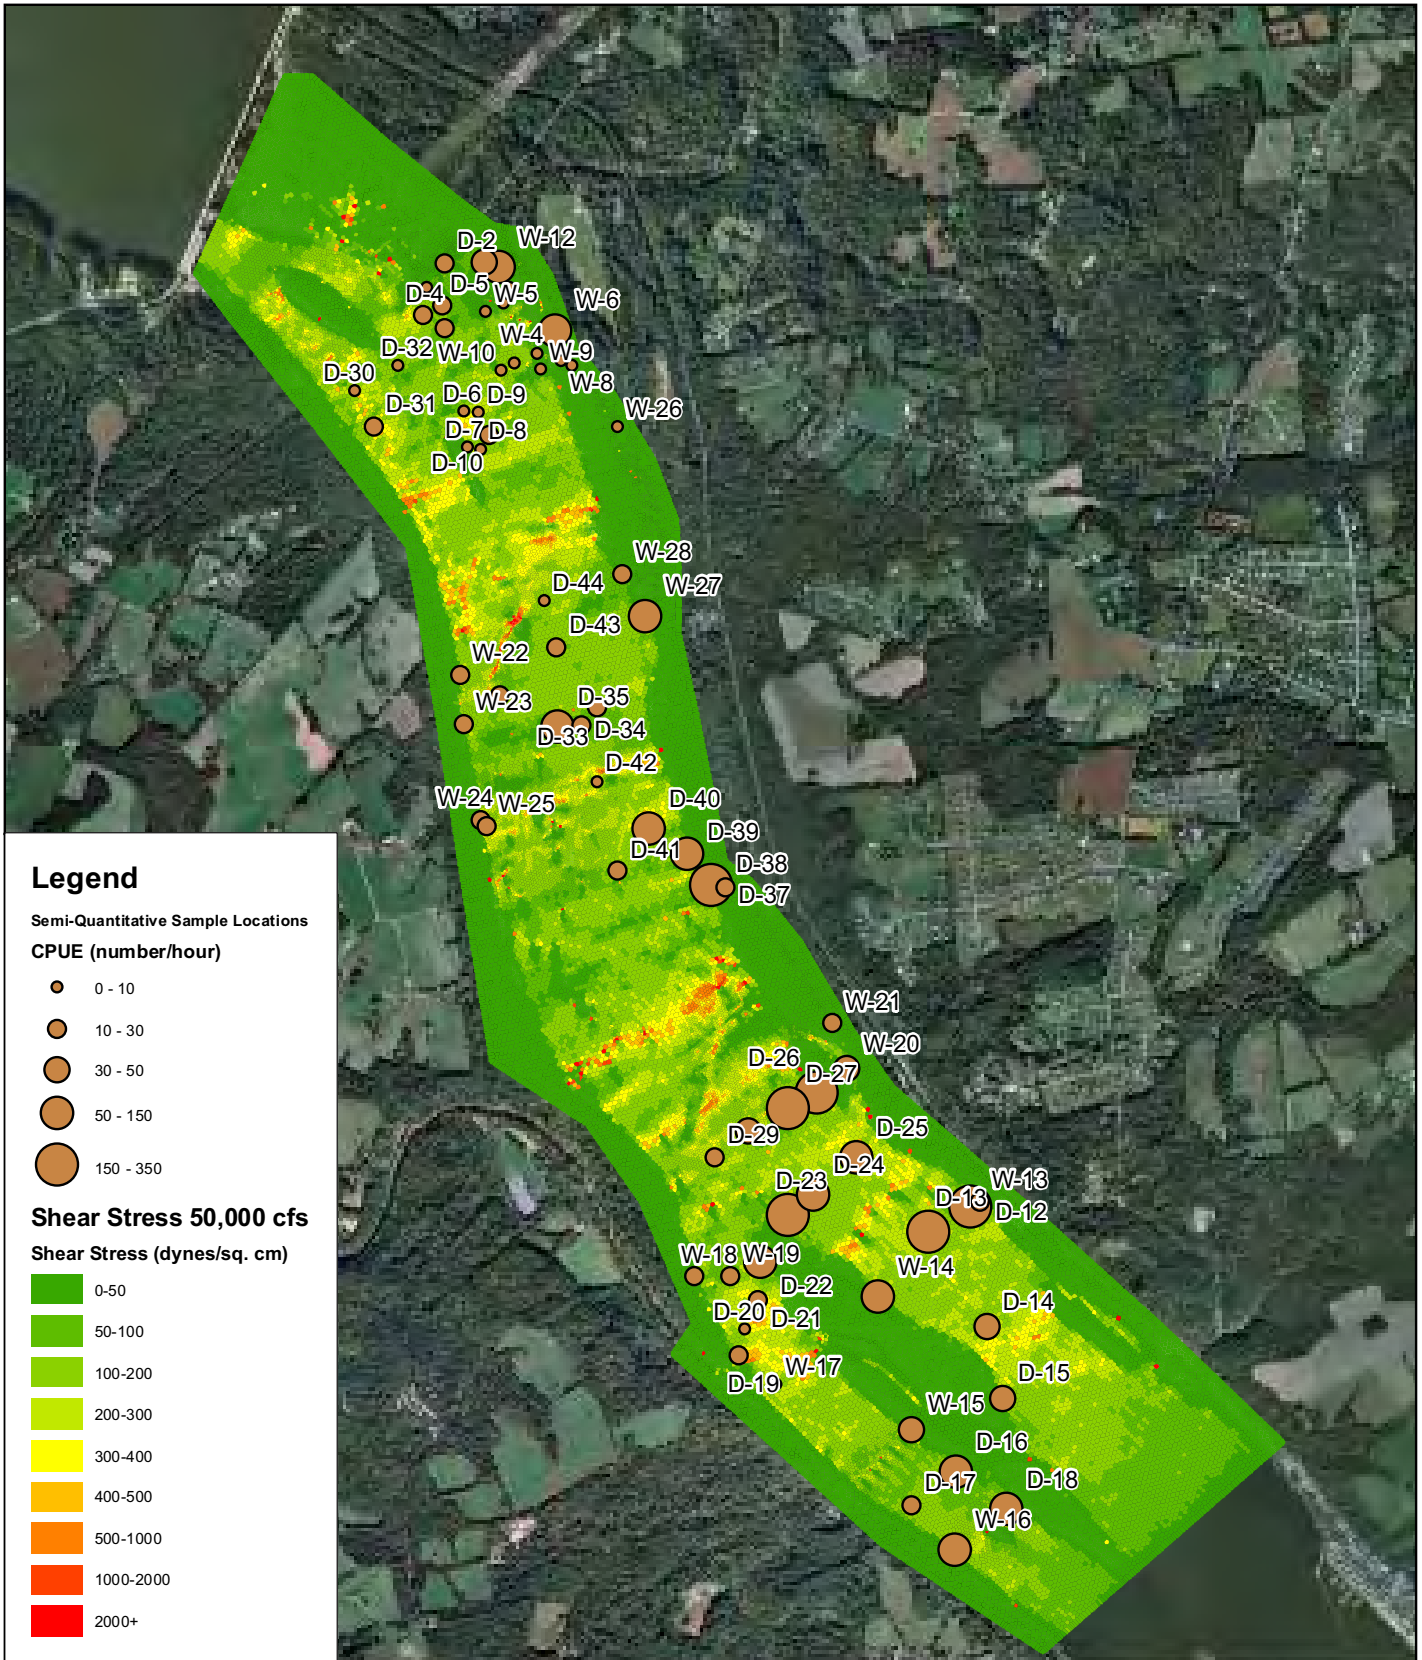 D-2
W-12
D-5
D-4
W-5
W-6
W-4
D-32
W-10
W-9
D-30
W-8
D-6
D-9
D-31
W-26
D-7
D-8
D-10
W-28
D-44
W-27
D-43
W-22
W-23
D-35
D-33
D-34
D-42
W-24
W-25
D-40
D-39
D-41
D-38
D-37
W-21
W-20
D-26
D-27
D-29
D-25
D-24
D-23
W-13
D-13
D-12
W-18
W-19
W-14
D-22
D-20
D-21
D-14
W-17
D-19
D-15
W-15
D-16
D-17
D-18
W-16
Legend
Semi-Quantitative Sample Locations
CPUE (number/hour)
0 - 10
10 - 30
30 - 50
50 - 150
150 - 350
Shear Stress 50,000 cfs
Shear Stress (dynes/sq. cm)
0-50
50-100
100-200
200-300
300-400
400-500
500-1000
1000-2000
2000+